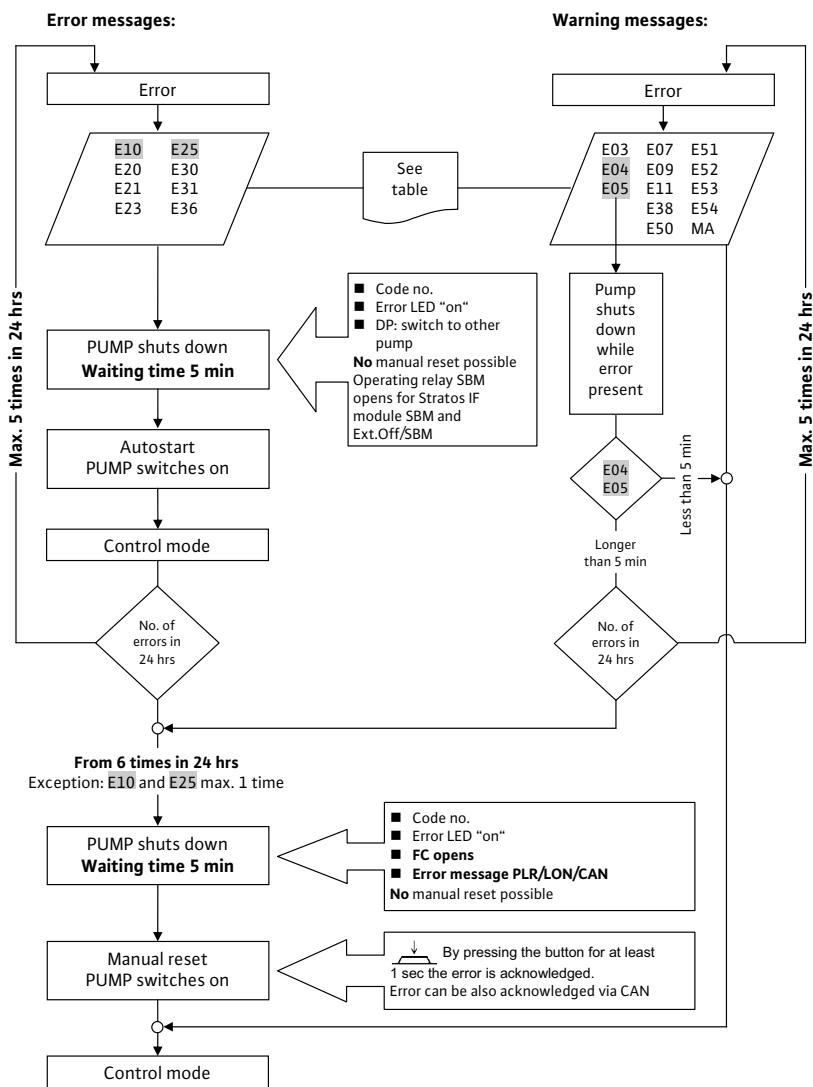 Error messages:
Warning messages:
Error
E10 E25
E20 E30
E21 E31
E23 E36
See
table
Error
E03 E07 E51
E04 E09 E52
E05 E11 E53
E38 E54
E50 MA
Max. 5 times in 24 hrs
PUMP shuts down
Waiting time 5 min
■ Code no.
■ Error LED “on“
■ DP: switch to other
pump
No manual reset possible
Operating relay SBM
opens for Stratos IF
module SBM and
Ext.Off/SBM
Pump
shuts
down
while
error
present
Max. 5 times in 24 hrs
Autostart
PUMP switches on
E04
E05
Less than 5 min
Control mode
Longer
than 5 min
No. of
errors in
24 hrs
No. of
errors in
24 hrs
From 6 times in 24 hrs
Exception: E10 and E25 max. 1 time
PUMP shuts down
Waiting time 5 min
■ Code no.
■ Error LED “on“
■ FC opens
■ Error message PLR/LON/CAN
No manual reset possible
Manual reset
PUMP switches on
By pressing the button for at least
1 sec the error is acknowledged.
Error can be also acknowledged via CAN
Control mode